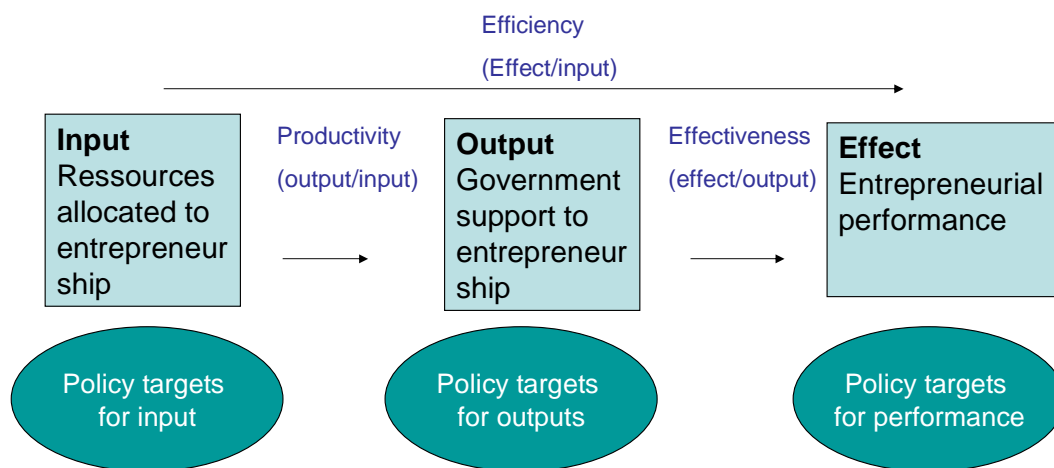 Efficiency
(Effect/input)
Input
Ressources
allocated to
entrepreneur
ship
Productivity
(output/input)
Output
Government
support to
entrepreneur
ship
Effectiveness
(effect/output)
Effect
Entrepreneurial
performance
Policy targets
for input
Policy targets
for outputs
Policy targets
for performance